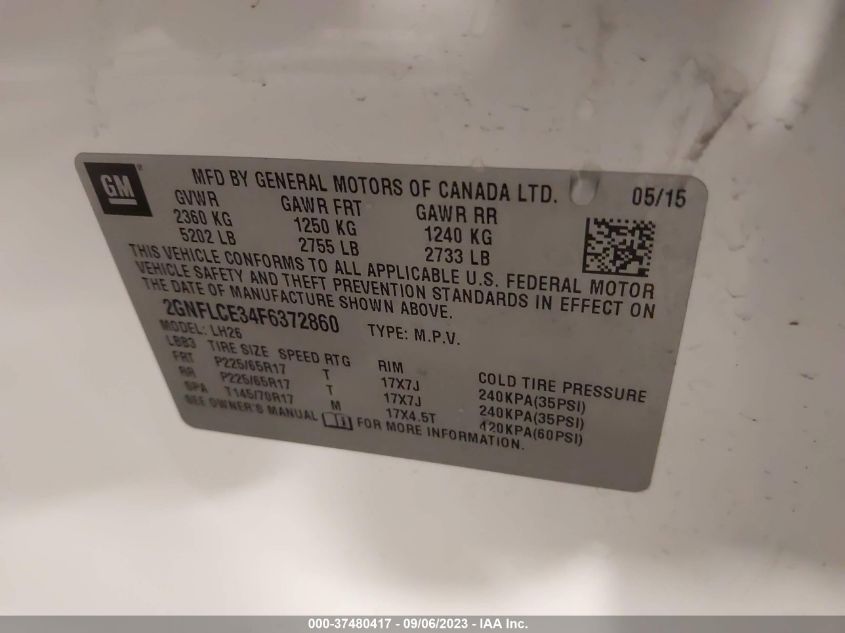 GM
MFD BY GENERAL MOTORS OF CANADA LTD. 05/15
GVWR GAWR FRT GAWR RR
2360 KG 1250 KG 1240 KG
5202 LB 2755 LB 2733 LB
THIS VEHICLE CONFORMS TO ALL APPLICABLE U.S. FEDERAL MOTOR
VEHICLE SAFETY AND THEFT PREVENTION STANDARDS IN EFFECT ON
THE DATE OF MANUFACTURE SHOWN ABOVE.
2GNFLCE34F6372860 TYPE: M.P.V.
MODEL: LH26
LBB3 TIRE SIZE SPEED RTG RIM COLD TIRE PRESSURE
FRT P225/65R17 T 17X7J 240KPA(35PSI)
RR P225/65R17 T 17X7J 240KPA(35PSI)
SPA T145/70R17 M 17X4.5T 420KPA(60PSI)
SEE OWNER'S MANUAL FOR MORE INFORMATION.
000-37480417 - 09/06/2023 - IAA Inc.